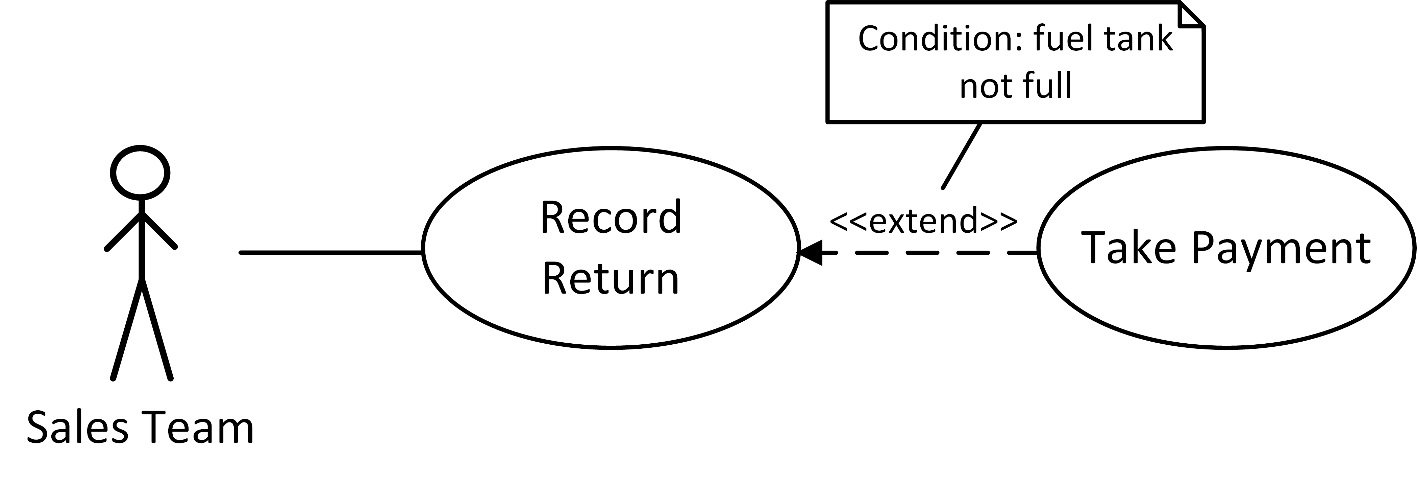 Condition: fuel tank
not full
Record
Return
<<extend>>
Take Payment
Sales Team